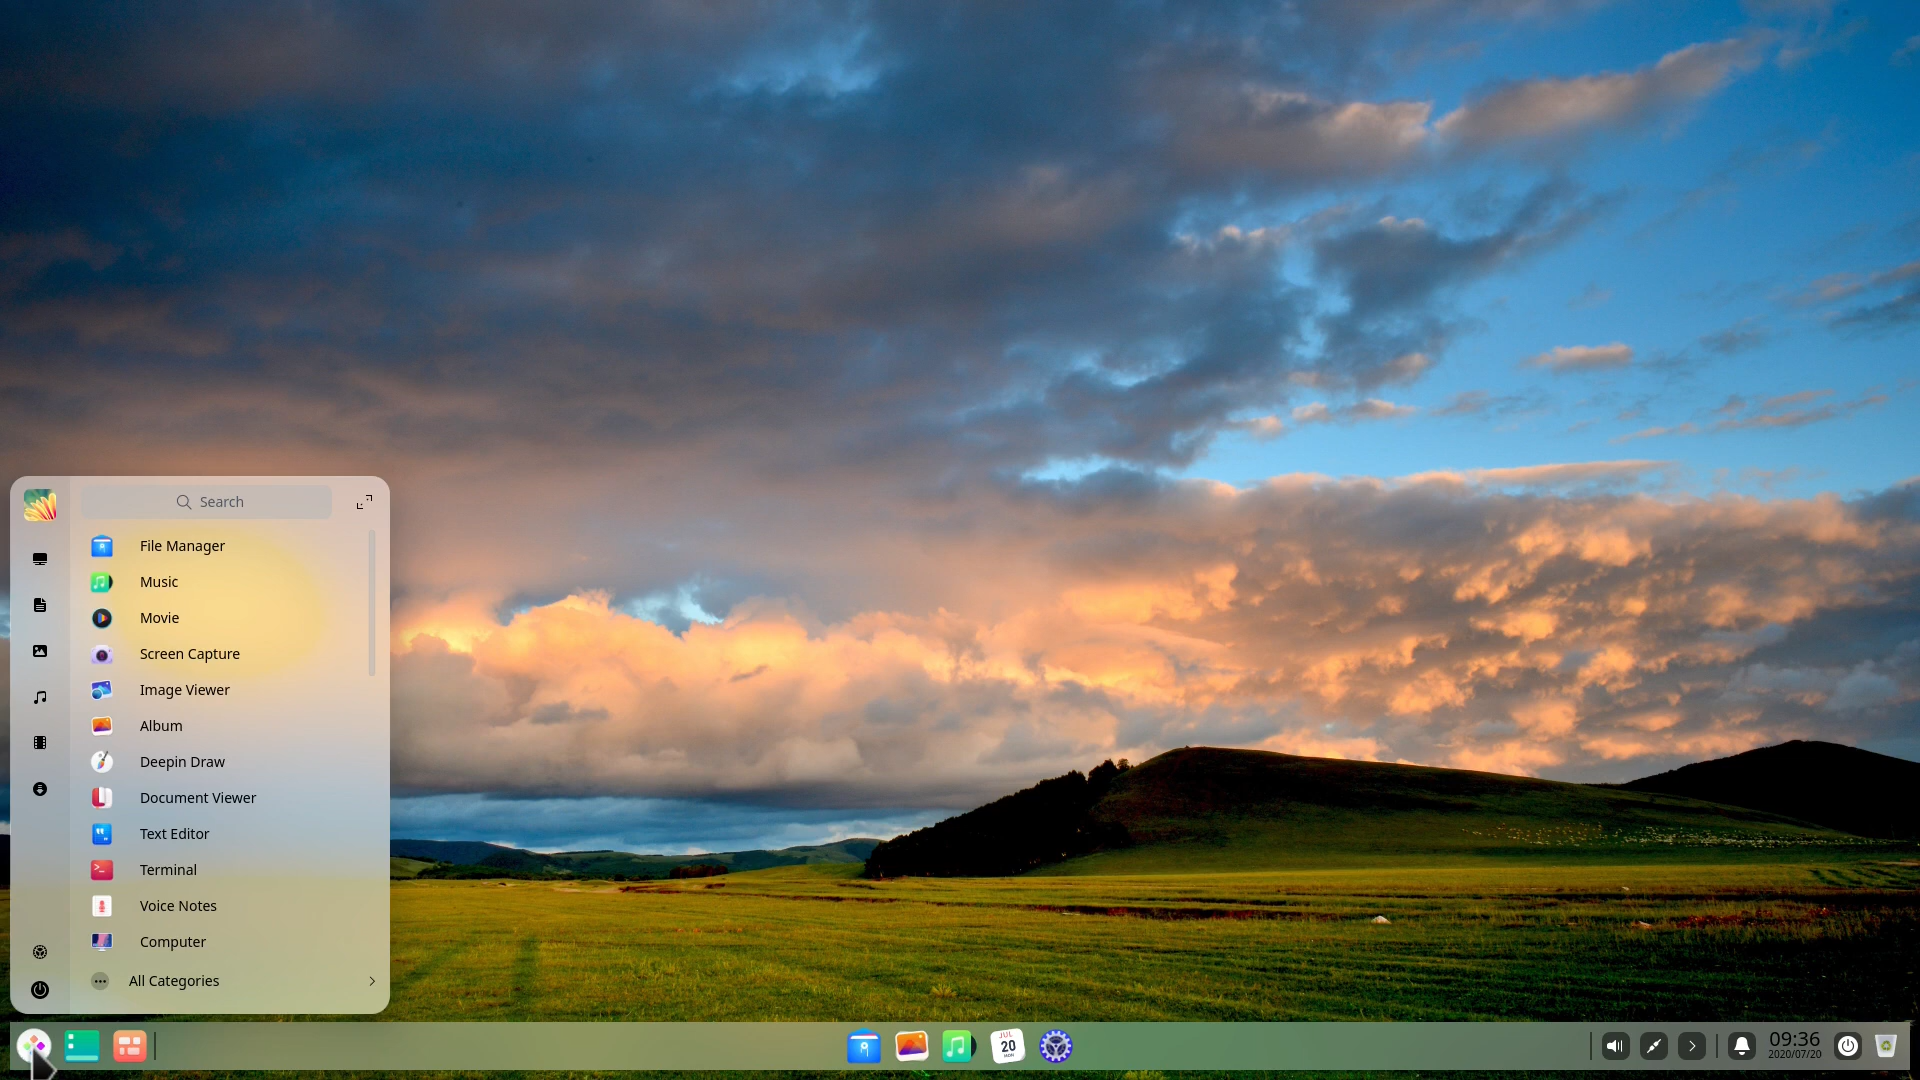 Search
File Manager
Music
Movie
Screen Capture
Image Viewer
Album
Deepin Draw
Document Viewer
Text Editor
Terminal
Voice Notes
Computer
All Categories
JUL
20
MON
09:36
2020/07/20